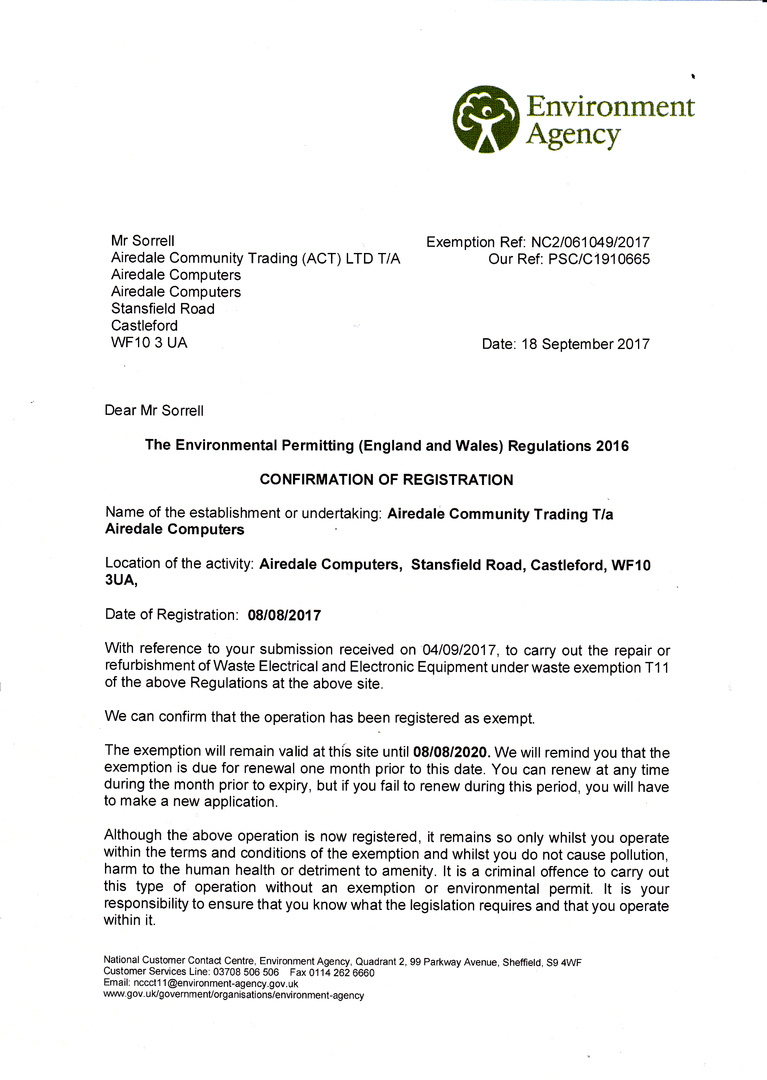 Environment
Agency
Mr Sorrell
Airedale Community Trading (ACT) LTD T/A
Airedale Computers
Airedale Computers
Stansfield Road
Castleford
WF10 3 UA
Exemption Ref: NC2/061049/2017
Our Ref: PSC/C1910665
Date: 18 September 2017
Dear Mr Sorrell
The Environmental Permitting (England and Wales) Regulations 2016
CONFIRMATION OF REGISTRATION
Name of the establishment or undertaking: Airedale Community Trading T/a
Airedale Computers
Location of the activity: Airedale Computers, Stansfield Road, Castleford, WF10
3UA,
Date of Registration: 08/08/2017
With reference to your submission received on 04/09/2017, to carry out the repair or
refurbishment of Waste Electrical and Electronic Equipment under waste exemption T11
of the above Regulations at the above site.
We can confirm that the operation has been registered as exempt.
The exemption will remain valid at this site until 08/08/2020. We will remind you that the
exemption is due for renewal one month prior to this date. You can renew at any time
during the month prior to expiry, but if you fail to renew during this period, you will have
to make a new application.
Although the above operation is now registered, it remains so only whilst you operate
within the terms and conditions of the exemption and whilst you do not cause pollution,
harm to the human health or detriment to amenity. It is a criminal offence to carry out
this type of operation without an exemption or environmental permit. It is your
responsibility to ensure that you know what the legislation requires and that you operate
within it.
National Customer Contact Centre, Environment Agency, Quadrant 2, 99 Parkway Avenue, Sheffield, S9 4WF
Customer Services Line: 03708 506 506 Fax 0114 262 6660
Email: nccct11@environment-agency.gov.uk
www.gov.uk/government/organisations/environment-agency